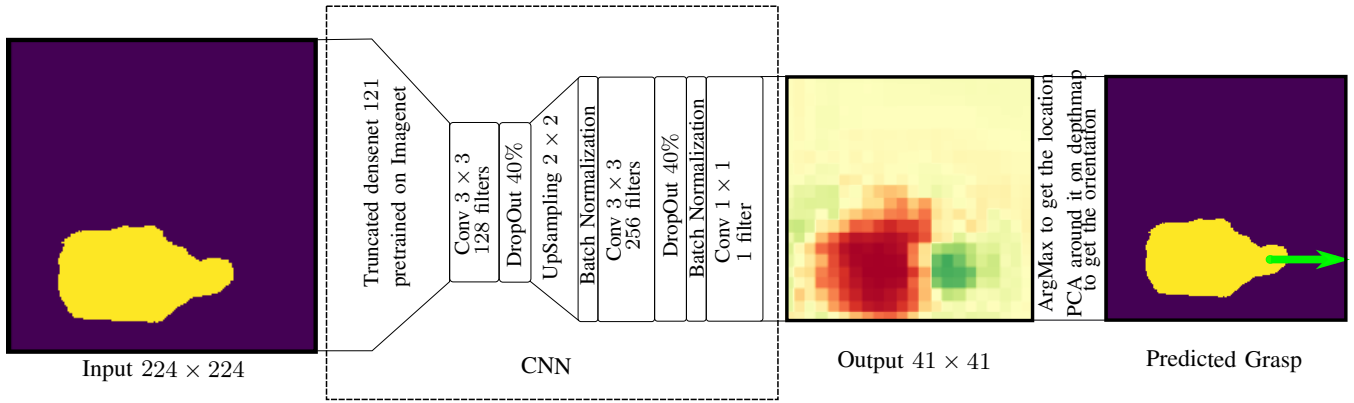 Input 224 × 224
Truncated densenet 121
pretrained on Imagenet
Conv 3 × 3
128 filters
DropOut 40%
UpSampling 2 × 2
Batch Normalization
Conv 3 × 3
256 filters
DropOut 40%
Batch Normalization
Conv 1 × 1
1 filter
CNN
Output 41 × 41
ArgMax to get the location
PCA around it on depthmap
to get the orientation
Predicted Grasp